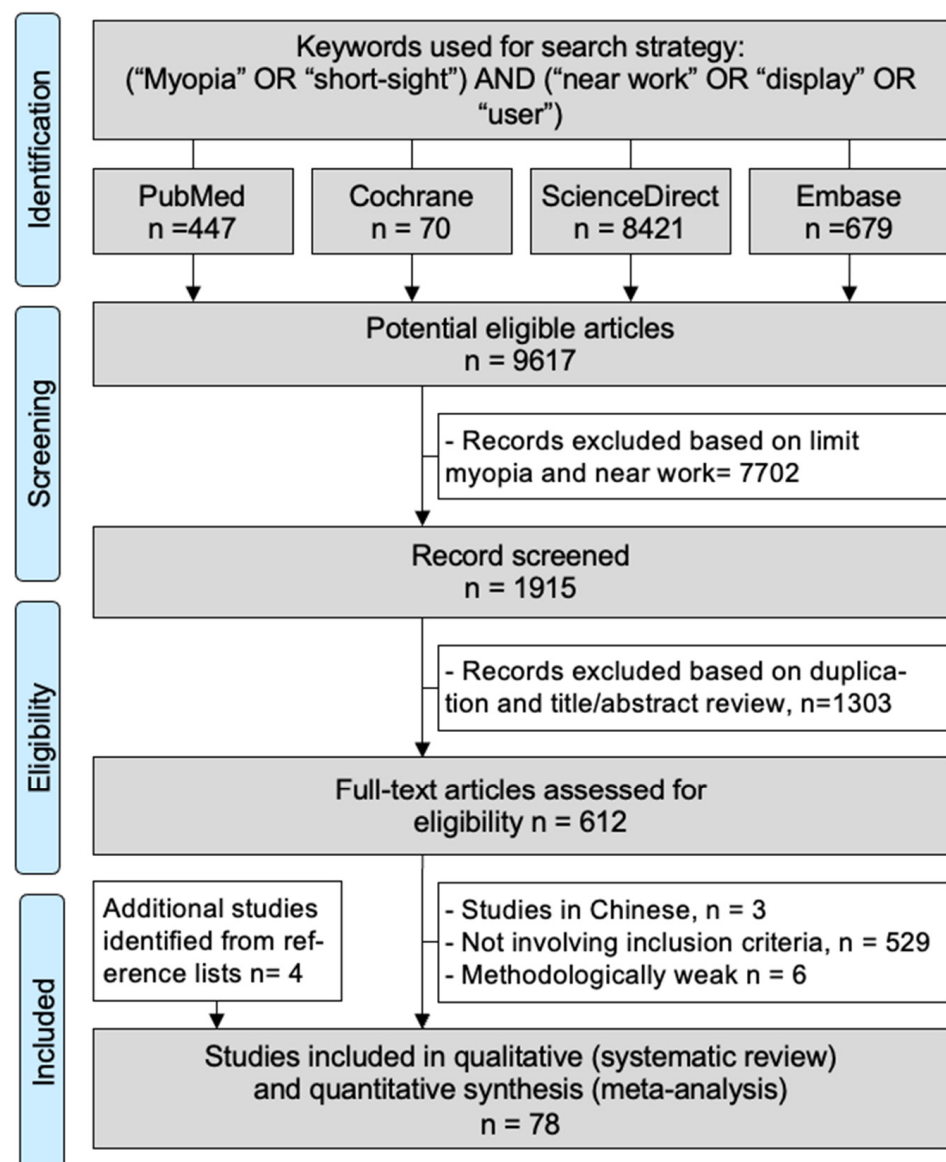 Identification
Keywords used for search strategy:
(“Myopia” OR “short-sight”) AND (“near work” OR “display” OR
“user”)
PubMed
n =447
Cochrane
n = 70
ScienceDirect
n = 8421
Embase
n =679
Screening
Potential eligible articles
n = 9617
- Records excluded based on limit
myopia and near work= 7702
Record screened
n = 1915
Eligibility
- Records excluded based on duplica-
tion and title/abstract review, n=1303
Full-text articles assessed for
eligibility n = 612
Included
Additional studies
identified from ref-
erence lists n= 4
- Studies in Chinese, n = 3
- Not involving inclusion criteria, n = 529
- Methodologically weak n = 6
Studies included in qualitative (systematic review)
and quantitative synthesis (meta-analysis)
n = 78